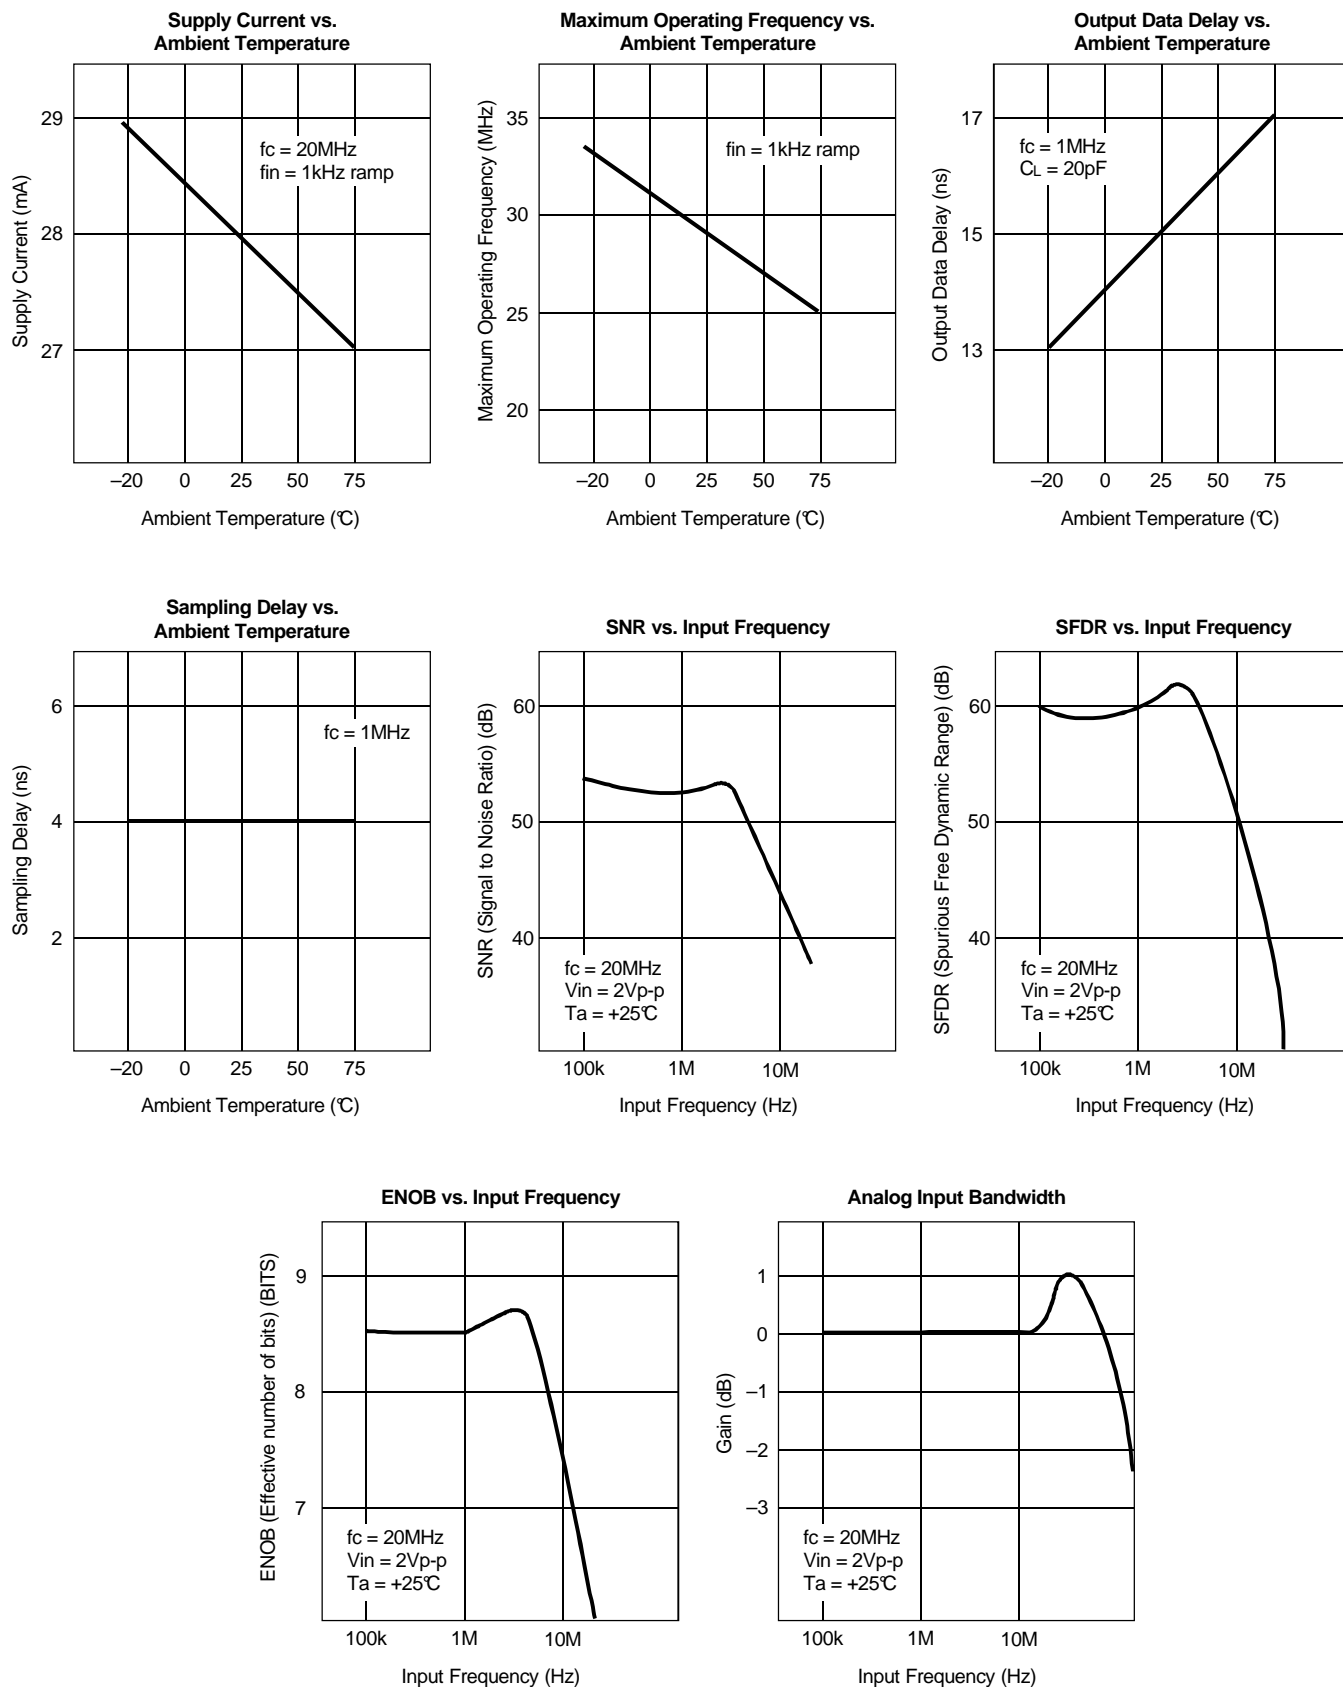 Supply Current vs.
Ambient Temperature
29
28
27
Supply Current (mA)
fc = 20MHz
fin = 1kHz ramp
–20 0 25 50 75
Ambient Temperature (°C)
Maximum Operating Frequency vs.
Ambient Temperature
35
30
25
20
Maximum Operating Frequency (MHz)
fin = 1kHz ramp
–20 0 25 50 75
Ambient Temperature (°C)
Output Data Delay vs.
Ambient Temperature
17
15
13
Output Data Delay (ns)
fc = 1MHz
CL = 20pF
–20 0 25 50 75
Ambient Temperature (°C)
Sampling Delay vs.
Ambient Temperature
6
4
2
Sampling Delay (ns)
fc = 1MHz
–20 0 25 50 75
Ambient Temperature (°C)
SNR vs. Input Frequency
60
50
40
SNR (Signal to Noise Ratio) (dB)
fc = 20MHz
Vin = 2Vp-p
Ta = +25°C
100k 1M 10M
Input Frequency (Hz)
SFDR vs. Input Frequency
60
50
40
SFDR (Spurious Free Dynamic Range) (dB)
fc = 20MHz
Vin = 2Vp-p
Ta = +25°C
100k 1M 10M
Input Frequency (Hz)
ENOB vs. Input Frequency
9
8
7
ENOB (Effective number of bits) (BITS)
fc = 20MHz
Vin = 2Vp-p
Ta = +25°C
100k 1M 10M
Input Frequency (Hz)
Analog Input Bandwidth
1
0
–1
–2
–3
Gain (dB)
fc = 20MHz
Vin = 2Vp-p
Ta = +25°C
100k 1M 10M
Input Frequency (Hz)